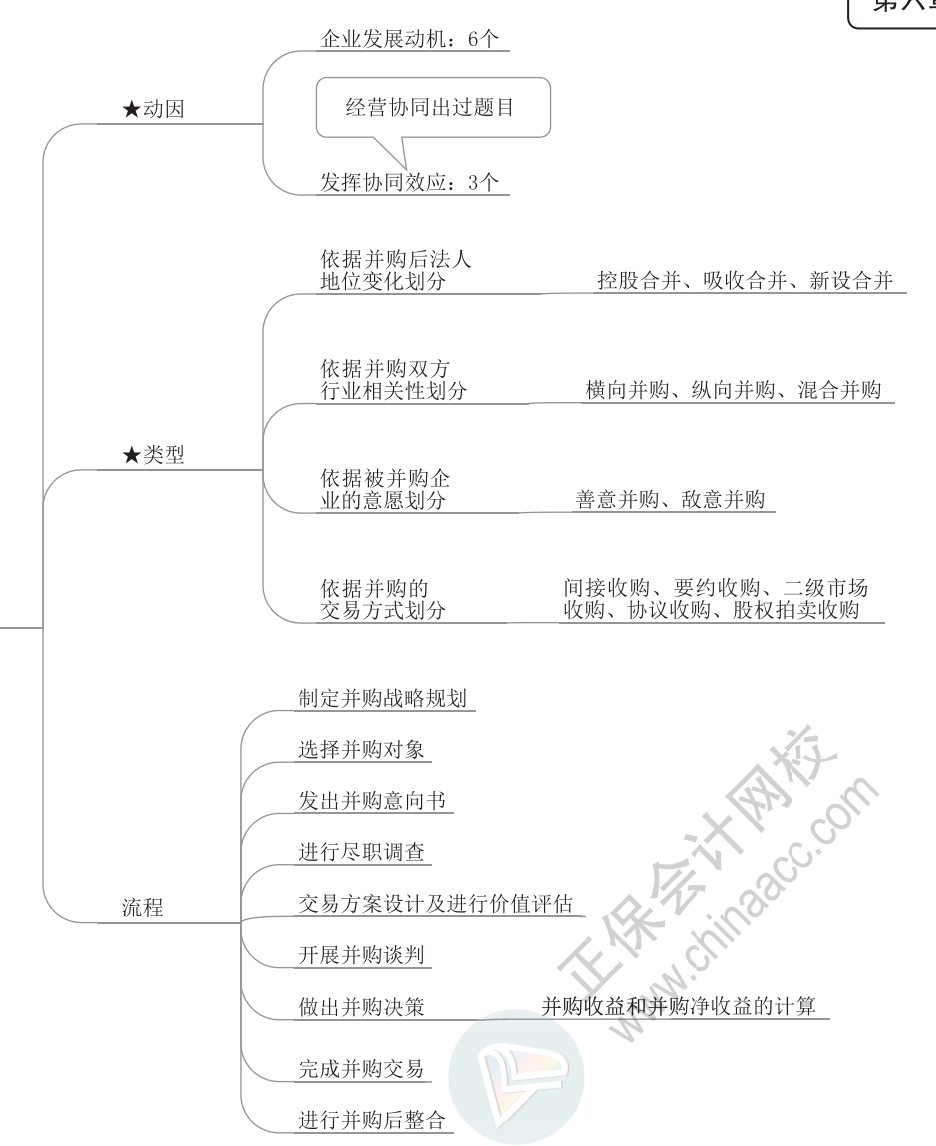 第六章
★动因
企业发展动机：6个
经营协同出过题目
发挥协同效应：3个
★类型
依据并购后法人
地位变化划分
控股合并、吸收合并、新设合并
依据并购双方
行业相关性划分
横向并购、纵向并购、混合并购
依据被并购企
业的意愿划分
善意并购、敌意并购
依据并购的
交易方式划分
间接收购、要约收购、二级市场
收购、协议收购、股权拍卖收购
流程
制定并购战略规划
选择并购对象
发出并购意向书
进行尽职调查
交易方案设计及进行价值评估
开展并购谈判
做出并购决策
并购收益和并购净收益的计算
完成并购交易
进行并购后整合
正保会计网校
www.chinaacc.com